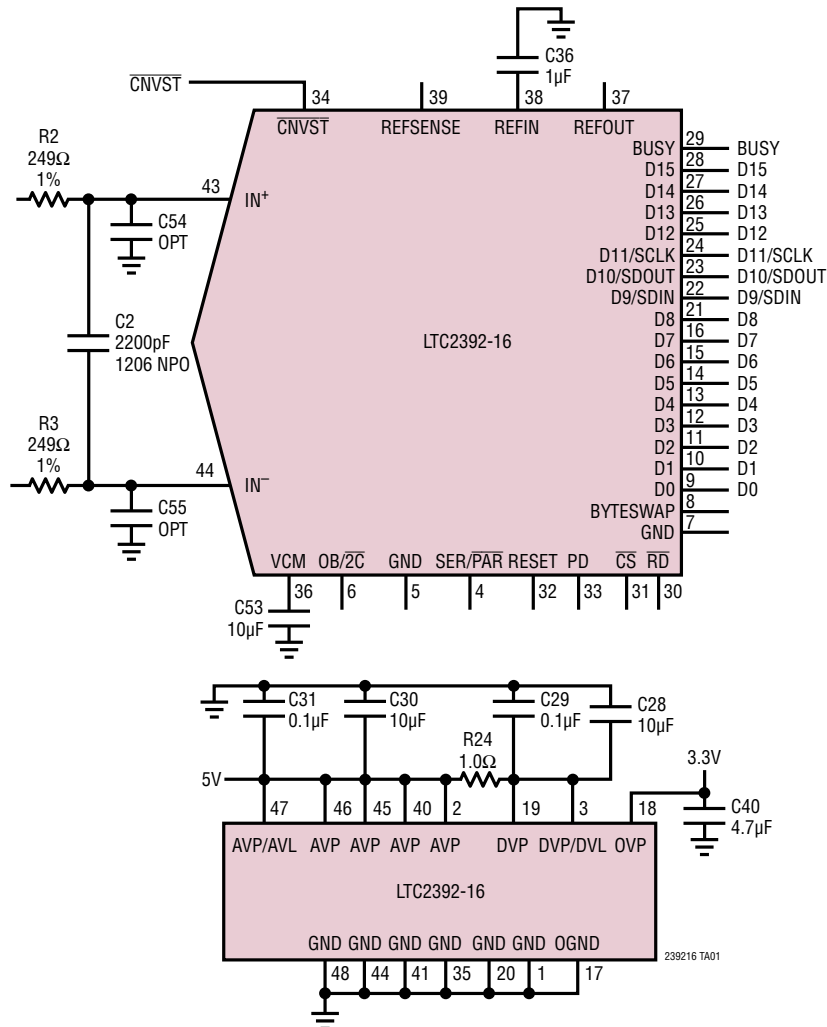 C36
1µF
CNVST
34
39
38
37
CNVST
REFSENSE
REFIN
REFOUT
R2
249Ω
1%
43
IN+
C54
OPT
C2
2200pF
1206 NPO
LTC2392-16
R3
249Ω
1%
44
IN–
C55
OPT
BUSY 29 BUSY
D15 28 D15
D14 27 D14
D13 26 D13
D12 25 D12
D11/SCLK 24 D11/SCLK
D10/SDOUT 23 D10/SDOUT
D9/SDIN 22 D9/SDIN
D8 21 D8
D7 16 D7
D6 15 D6
D5 14 D5
D4 13 D4
D3 12 D3
D2 11 D2
D1 10 D1
D0 9 D0
BYTESWAP 8
GND 7
VCM OB/2C GND SER/PAR RESET PD CS RD
36 6 5 4 32 33 31 30
C53
10µF
C31
0.1µF
C30
10µF
C29
0.1µF
C28
10µF
R24
1.0Ω
3.3V
5V
C40
4.7µF
47 46 45 40 2 19 3 18
AVP/AVL AVP AVP AVP AVP DVP DVP/DVL OVP
LTC2392-16
GND GND GND GND GND GND OGND
48 44 41 35 20 1 17
239216 TA01